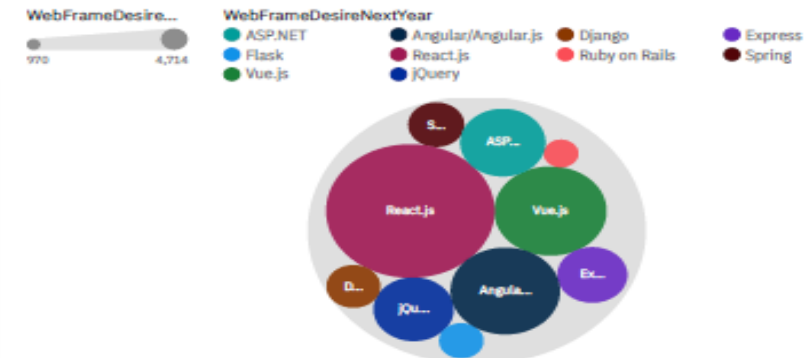 WebFrameDesire... WebFrameDesireNextYear
ASP.NET Angular/Angular.js Django Express
Flask React.js Ruby on Rails Spring
970 4,714
Vue.js jQuery
S...
ASP...
React.js Vue.js
Ex...
D... Angula...
jQu...